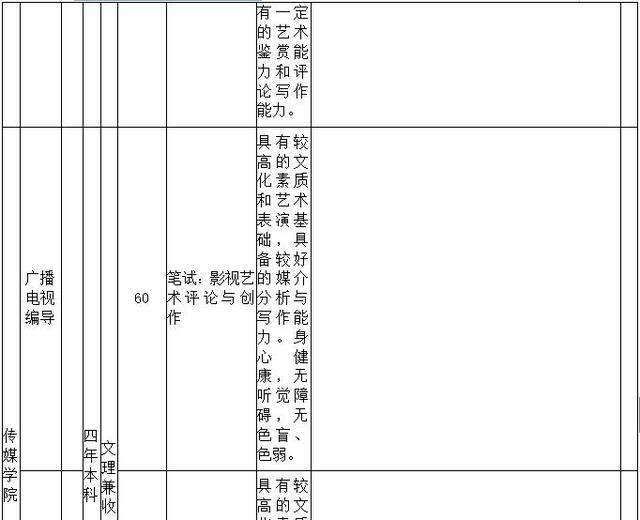 有一定
的艺术
鉴赏能
力和评
论写作
能力。
传媒学院
广播
电视
编导
四年本科
文理兼收
60
笔试：影视艺
术评论与创
作
具有较
高的文
化素质
和艺术
表演基
础，具
备较好
的媒介
分析与
写作能
力。身
心健
康，无
听觉障
碍，无
色盲、
色弱。
具有较
高的文